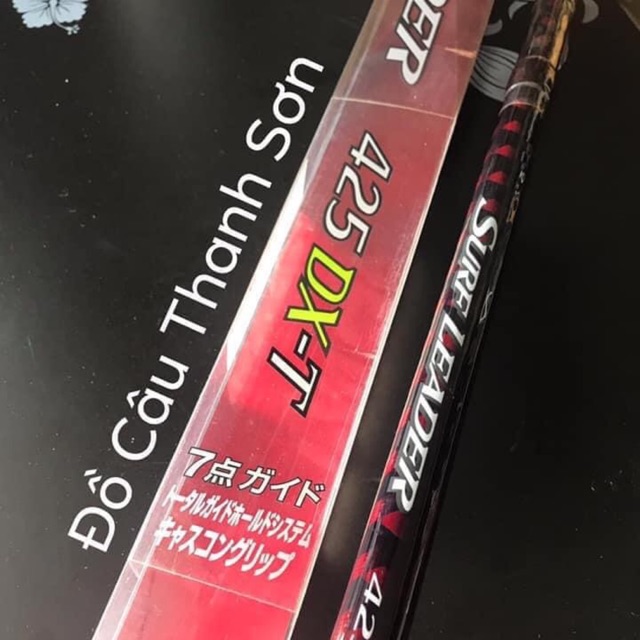 Đồ Câu Thanh Sơn
DER
425 DX-T
7点 ガイド
トータルガイドホールドシステム
キャスコングリップ
SURF LEADER
42